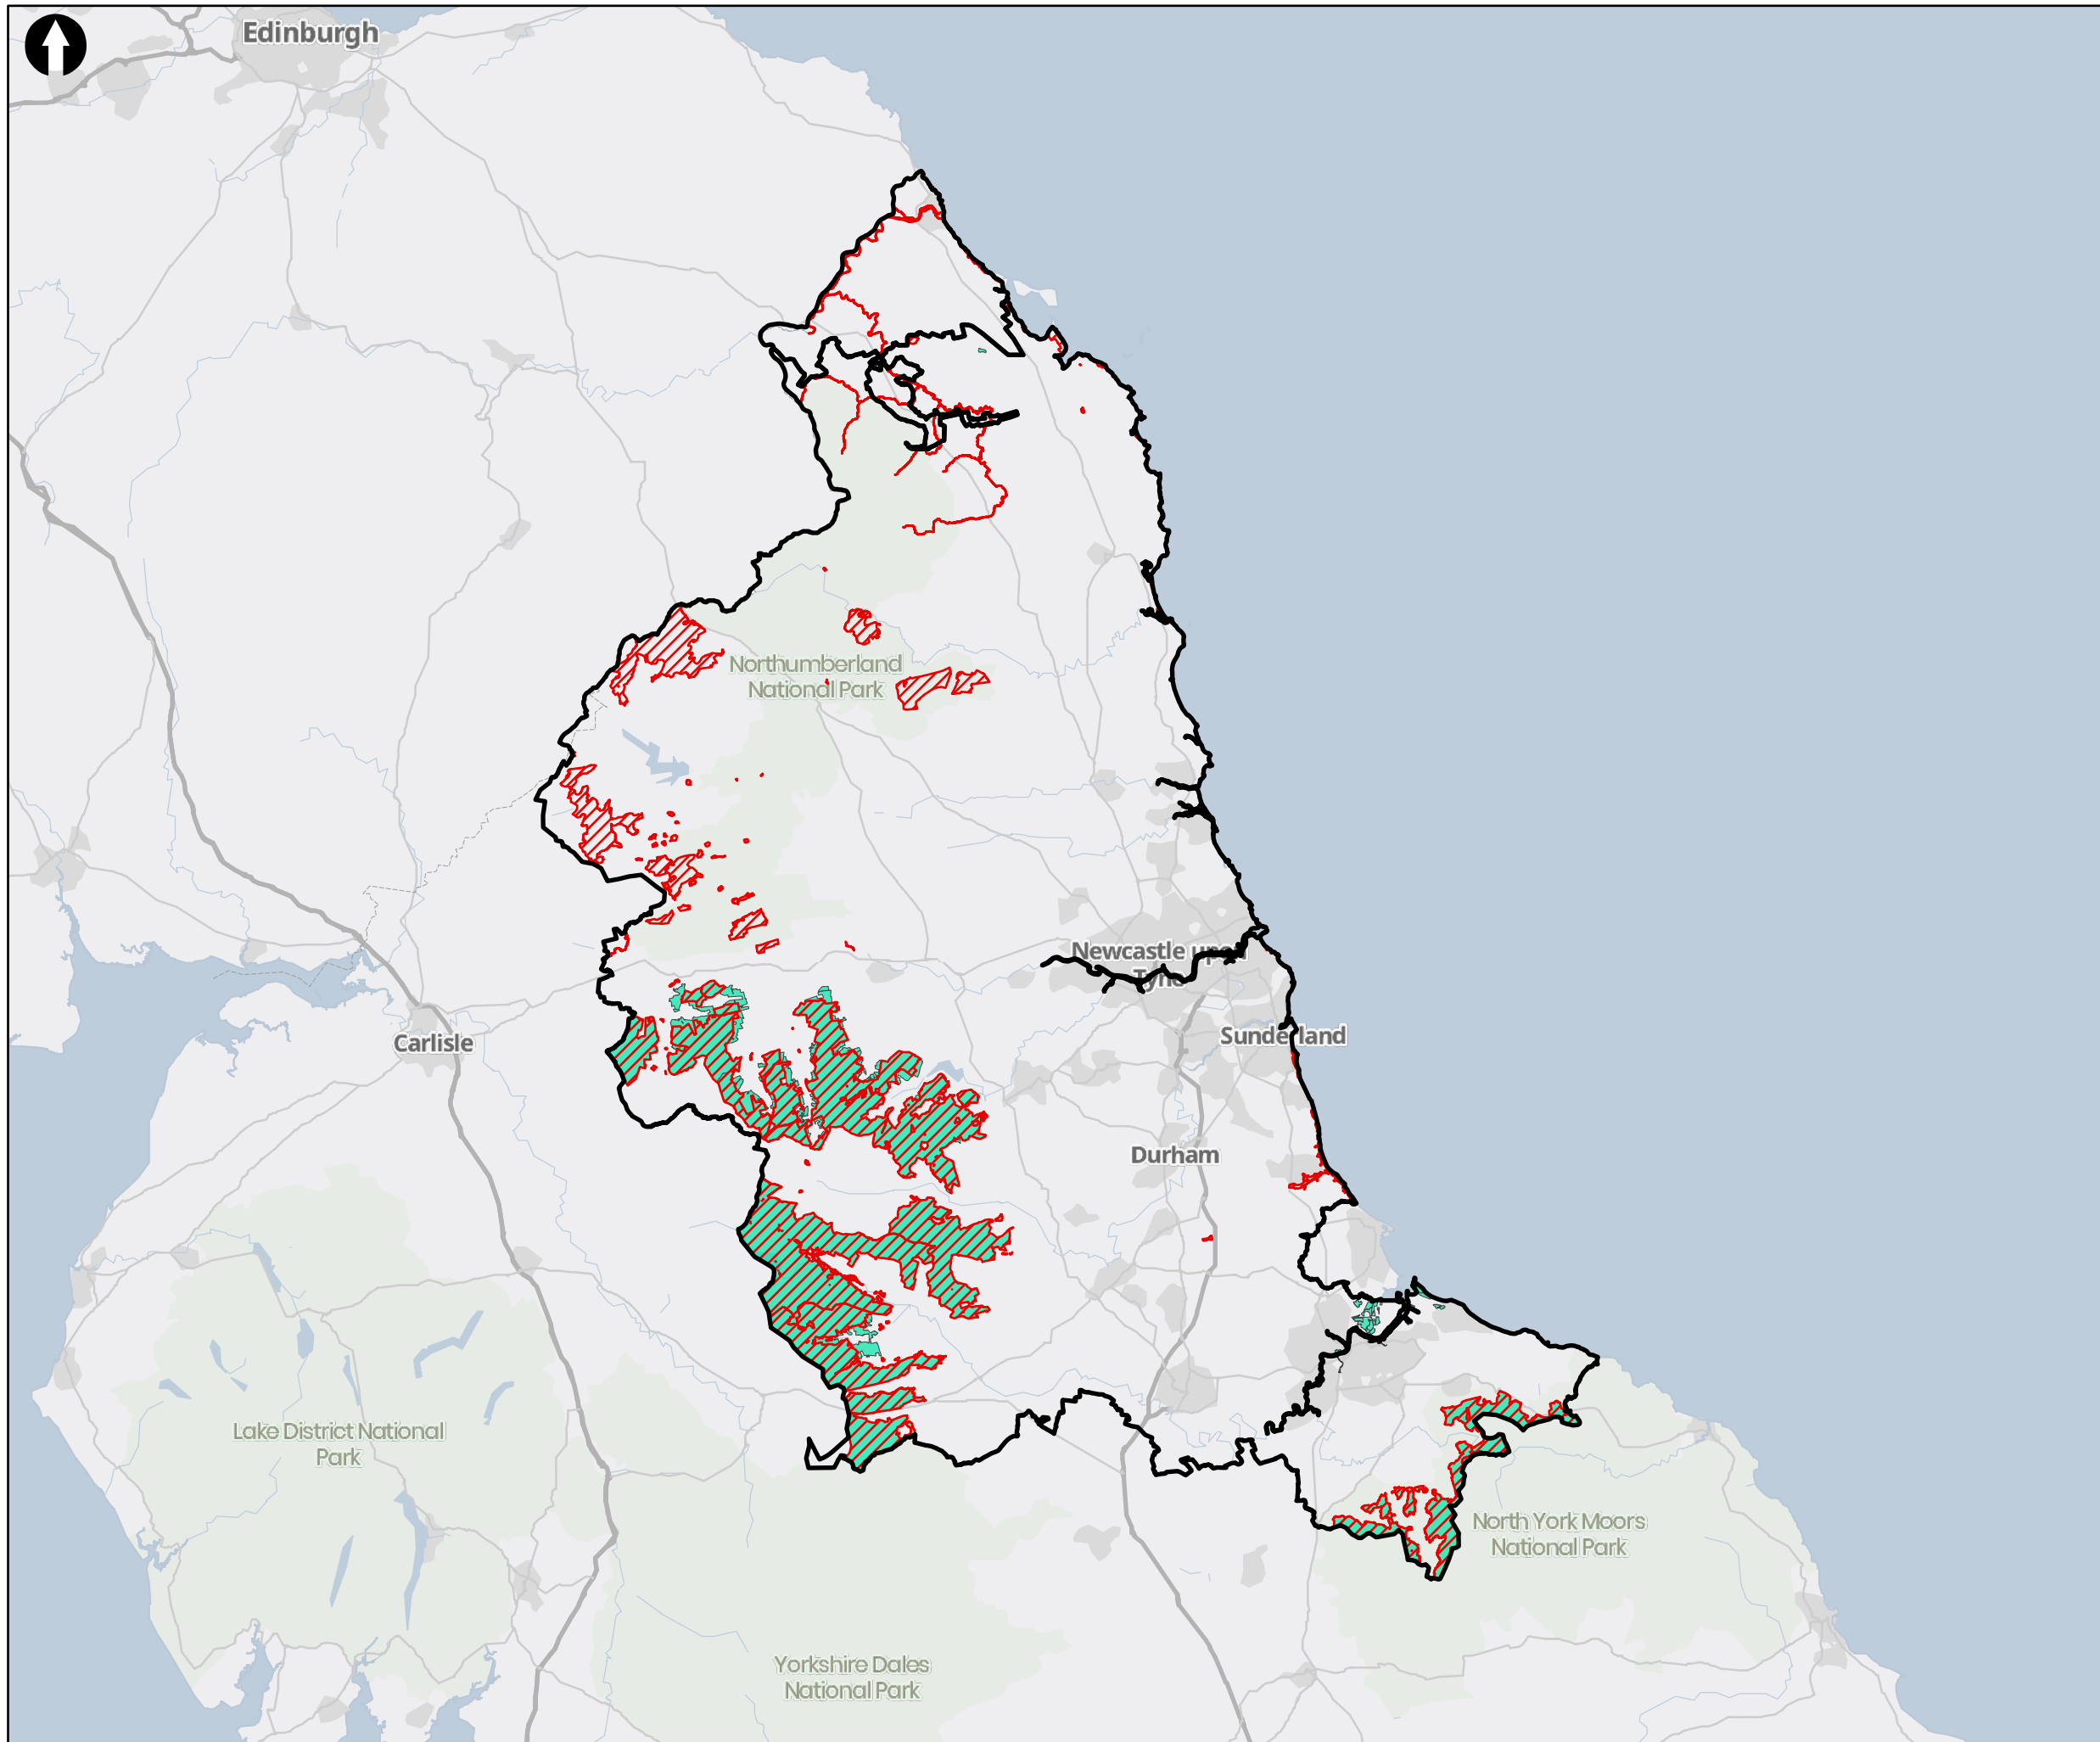 Edinburgh
Northumberland
National Park
Newcastle upon
Tyne
Sunderland
Carlisle
Durham
Lake District National
Park
North York Moors
National Park
Yorkshire Dales
National Park